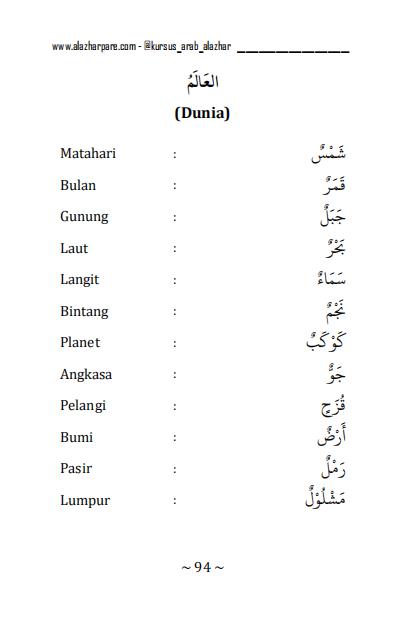 www.alazharpare.com - @kursus_arab_alazhar
العَالَمُ
(Dunia)
Matahari : شَمْسٌ
Bulan : قَمَرٌ
Gunung : جَبَلٌ
Laut : بَحْرٌ
Langit : سَمَاءٌ
Bintang : نَجْمٌ
Planet : كَوْكَبٌ
Angkasa : جَوٌّ
Pelangi : قُزَحٍ
Bumi : أَرْضٌ
Pasir : رَمْلٌ
Lumpur : مَشْلُوْلٌ
~ 94 ~